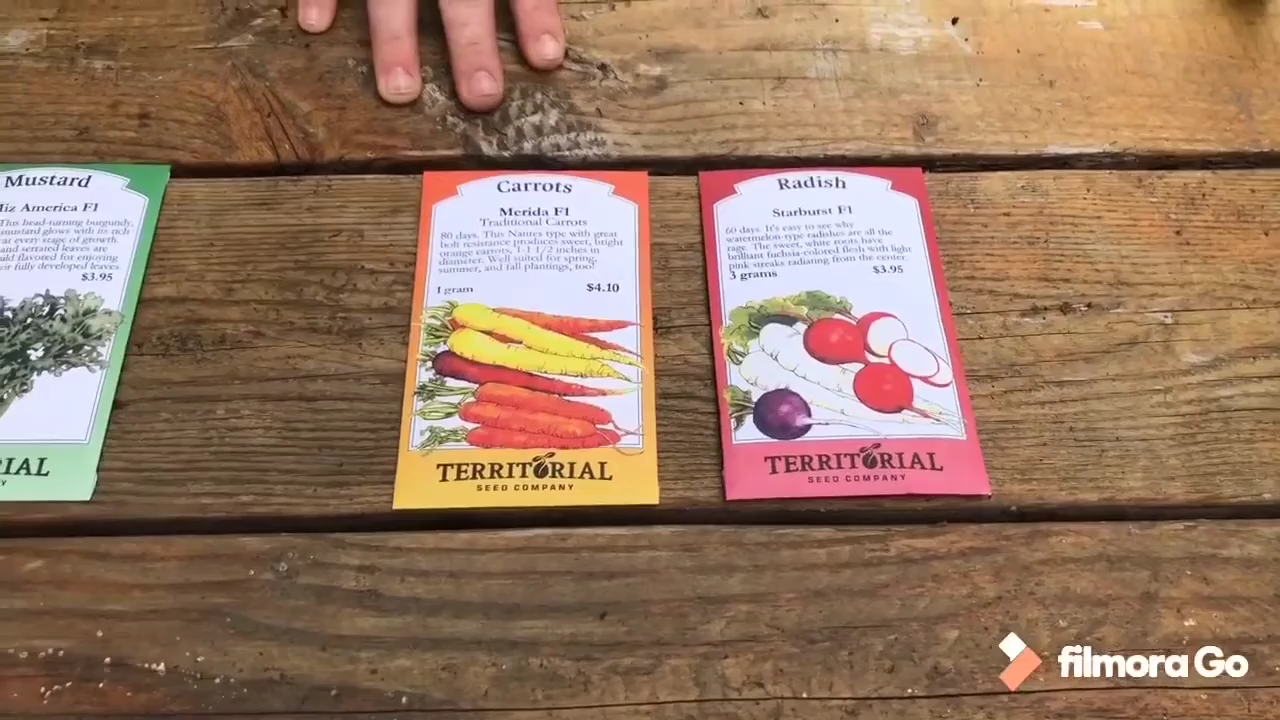 Mustard
Miz America F1
This head-turning burgundy,
mustard glows with its rich
at every stage of growth.
and serrated leaves are
ld flavored for enjoying
or fully developed leaves.
$3.95
RIAL
Carrots
Merida F1
Traditional Carrots
80 days. This Nantes type with great
bolt resistance produces sweet, bright
orange carrots, 1-1 1/2 inches in
diameter. Well suited for spring,
summer, and fall plantings, too!
1 gram $4.10
TERRITORIAL
SEED COMPANY
Radish
Starburst F1
60 days. It's easy to see why
watermelon-type radishes are all the
rage. The sweet, white roots have
brilliant fuchsia-colored flesh with light
pink streaks radiating from the center.
3 grams $3.95
TERRITORIAL
SEED COMPANY
filmora Go